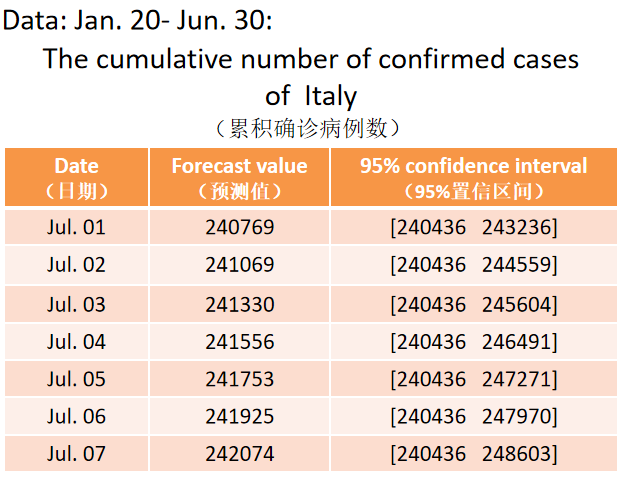 Data: Jan. 20- Jun. 30:
The cumulative number of confirmed cases
of Italy
（累积确诊病例数）
Date Forecast value 95% confidence interval
（日期） （预测值） （95%置信区间）
Jul. 01 240769 [240436 243236]
Jul. 02 241069 [240436 244559]
Jul. 03 241330 [240436 245604]
Jul. 04 241556 [240436 246491]
Jul. 05 241753 [240436 247271]
Jul. 06 241925 [240436 247970]
Jul. 07 242074 [240436 248603]